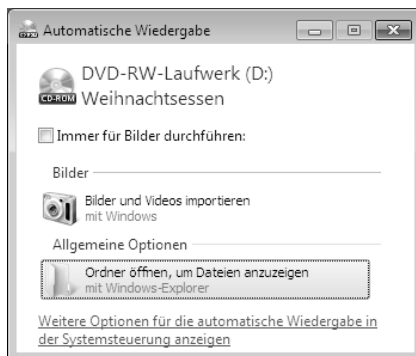 Automatische Wiedergabe
DVD-RW-Laufwerk (D:)
Weihnachtsessen
CD-ROM
Immer für Bilder durchführen:
Bilder
Bilder und Videos importieren
mit Windows
Allgemeine Optionen
Ordner öffnen, um Dateien anzuzeigen
mit Windows-Explorer
Weitere Optionen für die automatische Wiedergabe in
der Systemsteuerung anzeigen